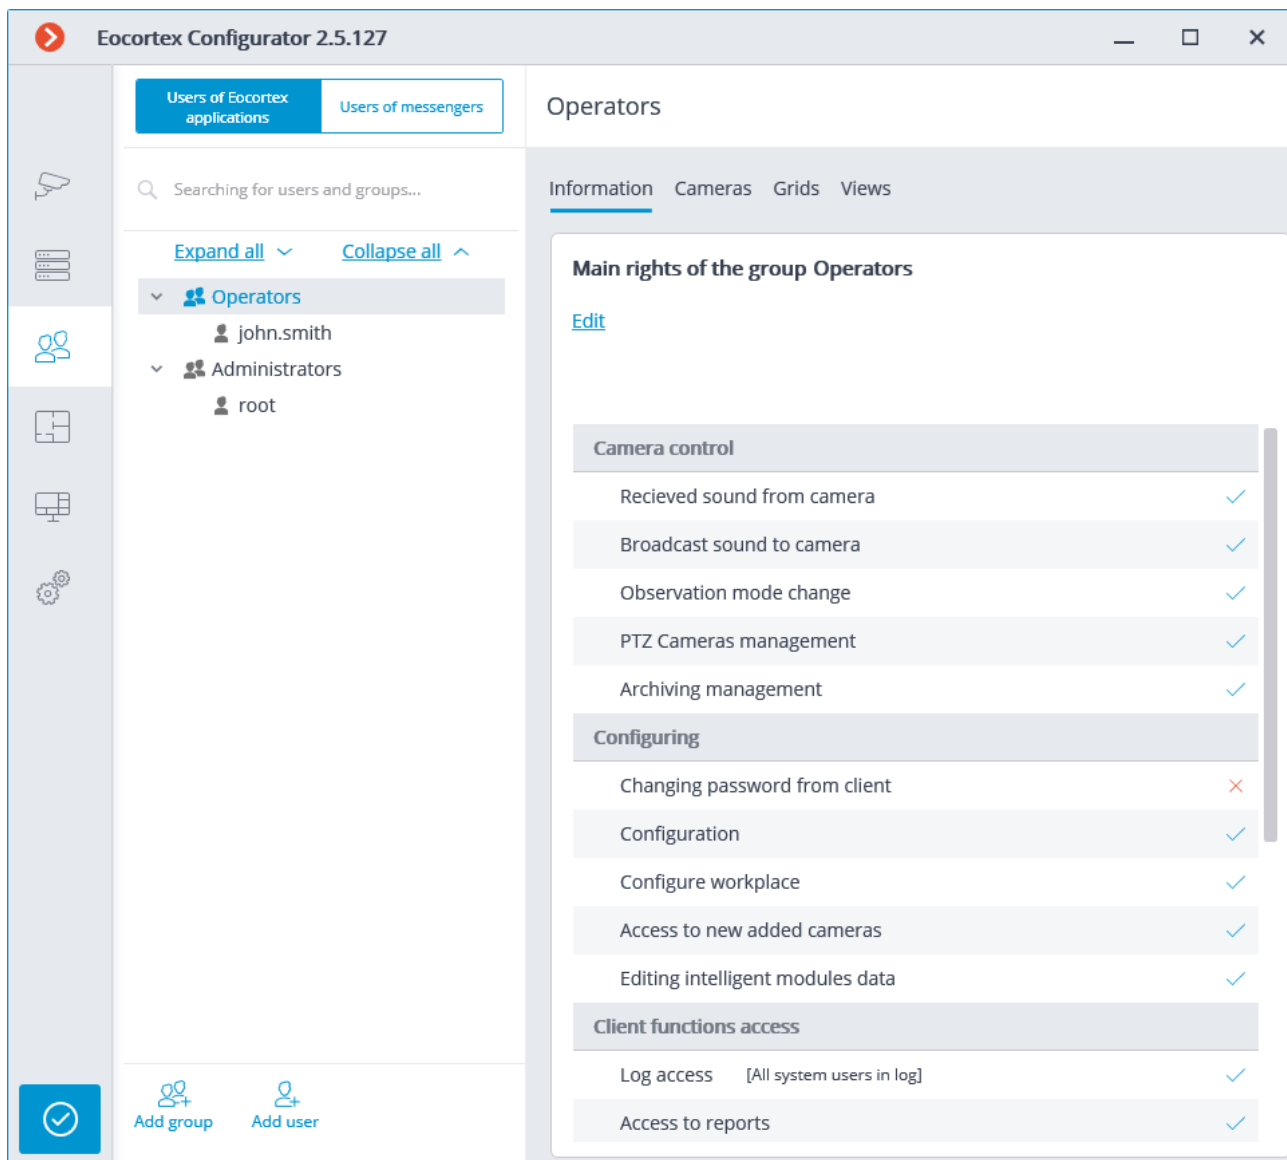 Eocortex Configurator 2.5.127
Users of Eocortex
applications
Users of messengers
Searching for users and groups...
Expand all
Collapse all
Operators
john.smith
Administrators
root
Add group
Add user
Operators
Information Cameras Grids Views
Main rights of the group Operators
Edit
Camera control
Recieved sound from camera
Broadcast sound to camera
Observation mode change
PTZ Cameras management
Archiving management
Configuring
Changing password from client
Configuration
Configure workplace
Access to new added cameras
Editing intelligent modules data
Client functions access
Log access [All system users in log]
Access to reports